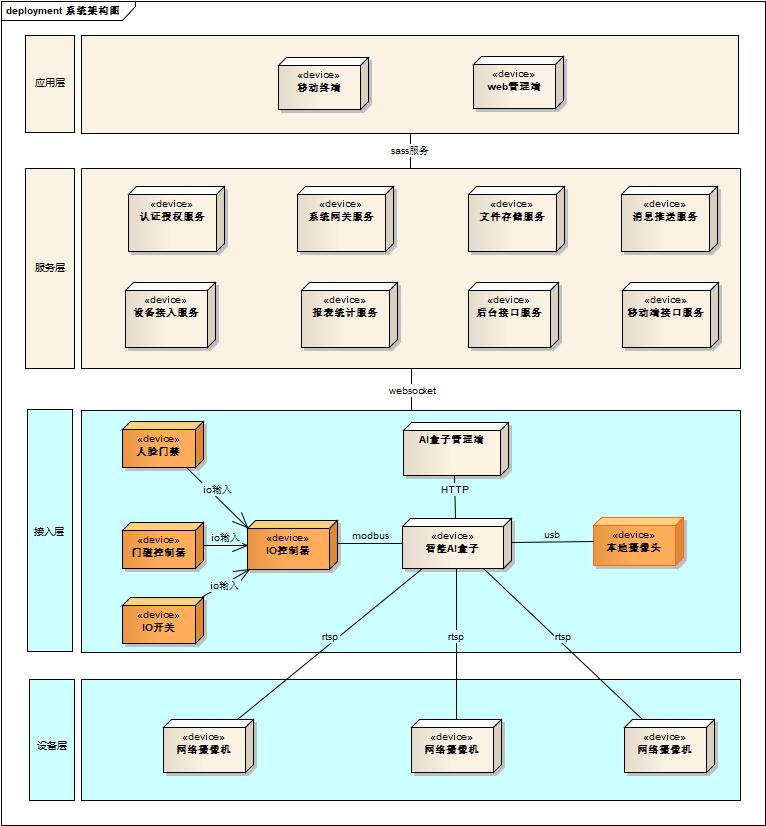 deployment 系统架构图
应用层
«device»
移动终端
«device»
web管理端
sass服务
服务层
«device»
认证授权服务
«device»
系统网关服务
«device»
文件存储服务
«device»
消息推送服务
«device»
设备接入服务
«device»
报表统计服务
«device»
后台接口服务
«device»
移动端接口服务
websocket
接入层
«device»
人脸门禁
AI盒子管理端
io输入
HTTP
«device»
门磁控制器
io输入
«device»
IO控制器
modbus
«device»
智能AI盒子
usb
«device»
本地摄像头
io输入
«device»
IO开关
rtsp
rtsp
rtsp
设备层
«device»
网络摄像机
«device»
网络摄像机
«device»
网络摄像机